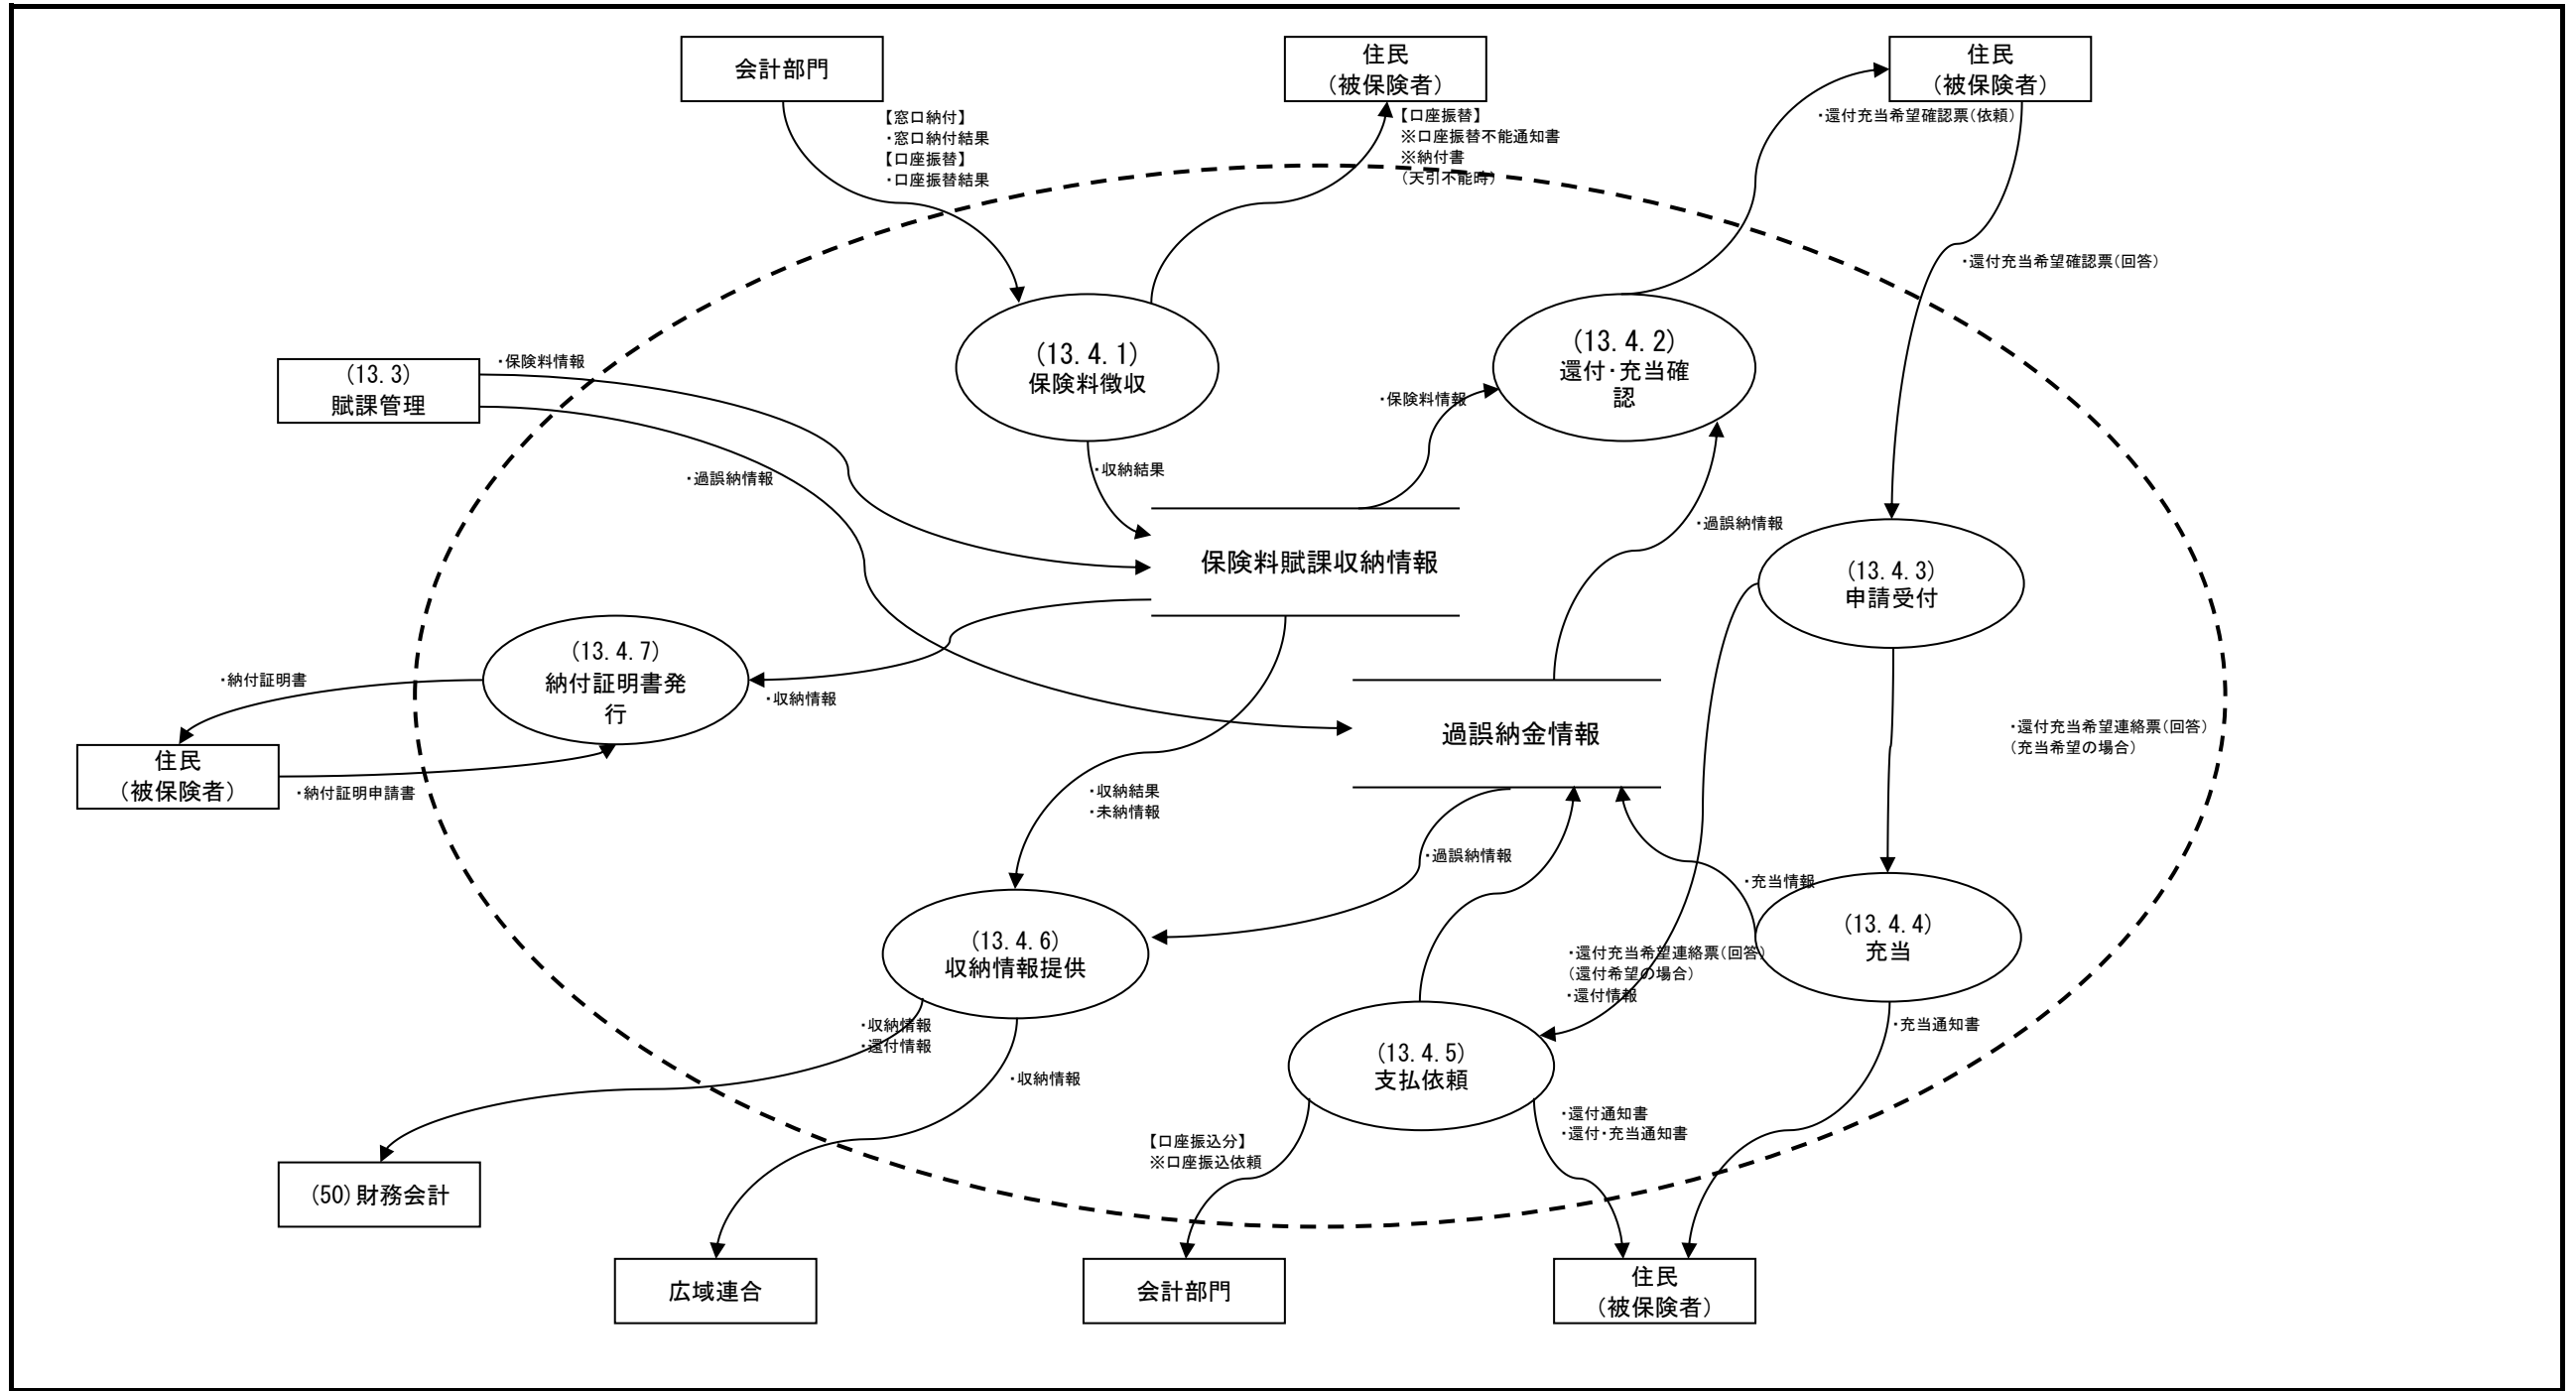 会計部門
住民
（被保険者）
住民
（被保険者）
【窓口納付】
・窓口納付結果
【口座振替】
・口座振替結果
【口座振替】
※口座振替不能通知書
※納付書
（天引不能時）
・還付充当希望確認票（依頼）
・還付充当希望確認票（回答）
(13.4.1)
保険料徴収
(13.4.2)
還付・充当確
認
(13.3)
賦課管理
・保険料情報
・保険料情報
・過誤納情報
・収納結果
・過誤納情報
保険料賦課収納情報
(13.4.3)
申請受付
(13.4.7)
納付証明書発
行
・納付証明書
・収納情報
過誤納金情報
・還付充当希望連絡票（回答）
（充当希望の場合）
住民
（被保険者）
・納付証明申請書
・収納結果
・未納情報
・過誤納情報
・充当情報
(13.4.4)
充当
(13.4.6)
収納情報提供
・還付充当希望連絡票（回答）
（還付希望の場合）
・還付情報
・収納情報
・還付情報
・充当通知書
(13.4.5)
支払依頼
・収納情報
・還付通知書
・還付・充当通知書
【口座振込分】
※口座振込依頼
(50)財務会計
広域連合
会計部門
住民
（被保険者）